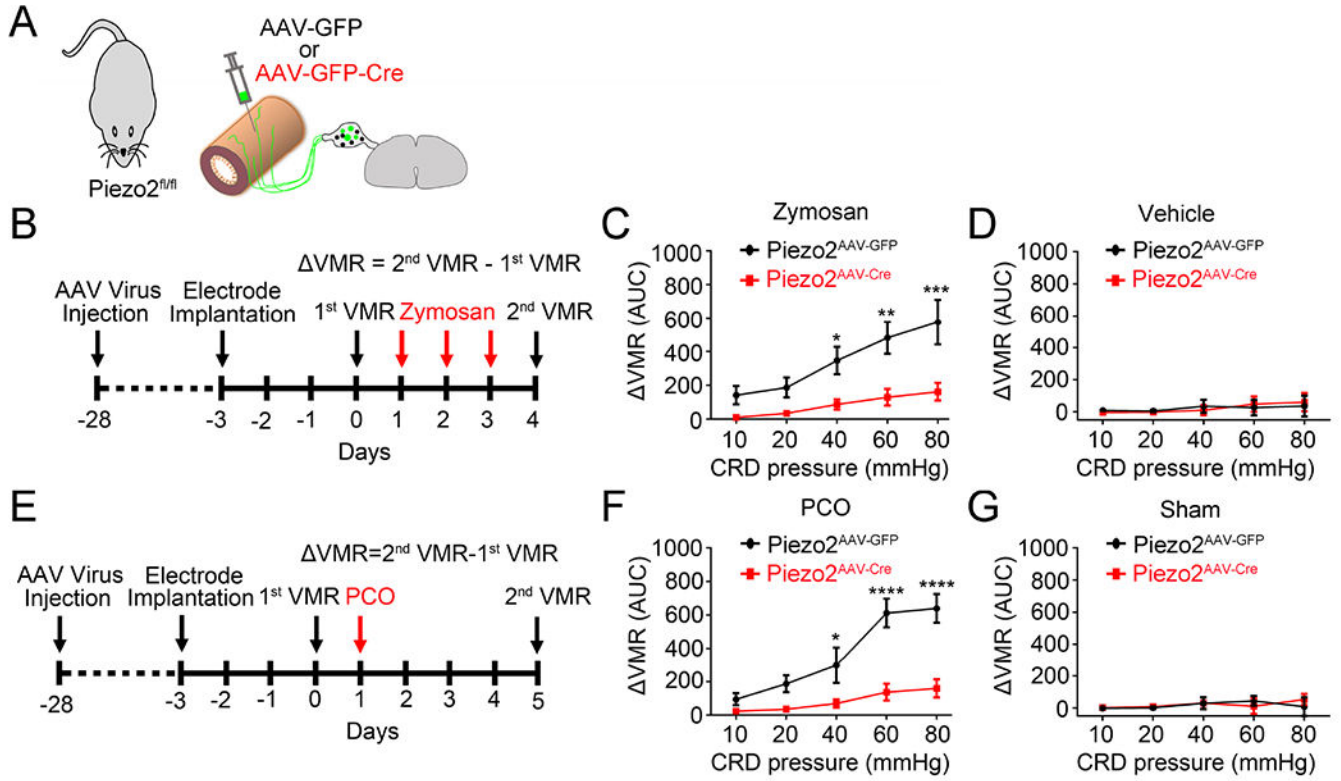 A
AAV-GFP
or
AAV-GFP-Cre
Piezo2fl/fl
B
ΔVMR = 2nd VMR - 1st VMR
AAV Virus
Injection
Electrode
Implantation
1st VMR
Zymosan
2nd VMR
-28
-3
-2
-1
0
1
2
3
4
Days
C
Zymosan
Piezo2AAV-GFP
Piezo2AAV-Cre
ΔVMR (AUC)
1000
800
600
400
200
0
*
**
***
10
20
40
60
80
CRD pressure (mmHg)
D
Vehicle
Piezo2AAV-GFP
Piezo2AAV-Cre
ΔVMR (AUC)
1000
800
600
400
200
0
10
20
40
60
80
CRD pressure (mmHg)
E
ΔVMR=2nd VMR-1st VMR
AAV Virus
Injection
Electrode
Implantation
1st VMR
PCO
2nd VMR
-28
-3
-2
-1
0
1
2
3
4
5
Days
F
PCO
Piezo2AAV-GFP
Piezo2AAV-Cre
ΔVMR (AUC)
1000
800
600
400
200
0
*
****
****
10
20
40
60
80
CRD pressure (mmHg)
G
Sham
Piezo2AAV-GFP
Piezo2AAV-Cre
ΔVMR (AUC)
1000
800
600
400
200
0
10
20
40
60
80
CRD pressure (mmHg)